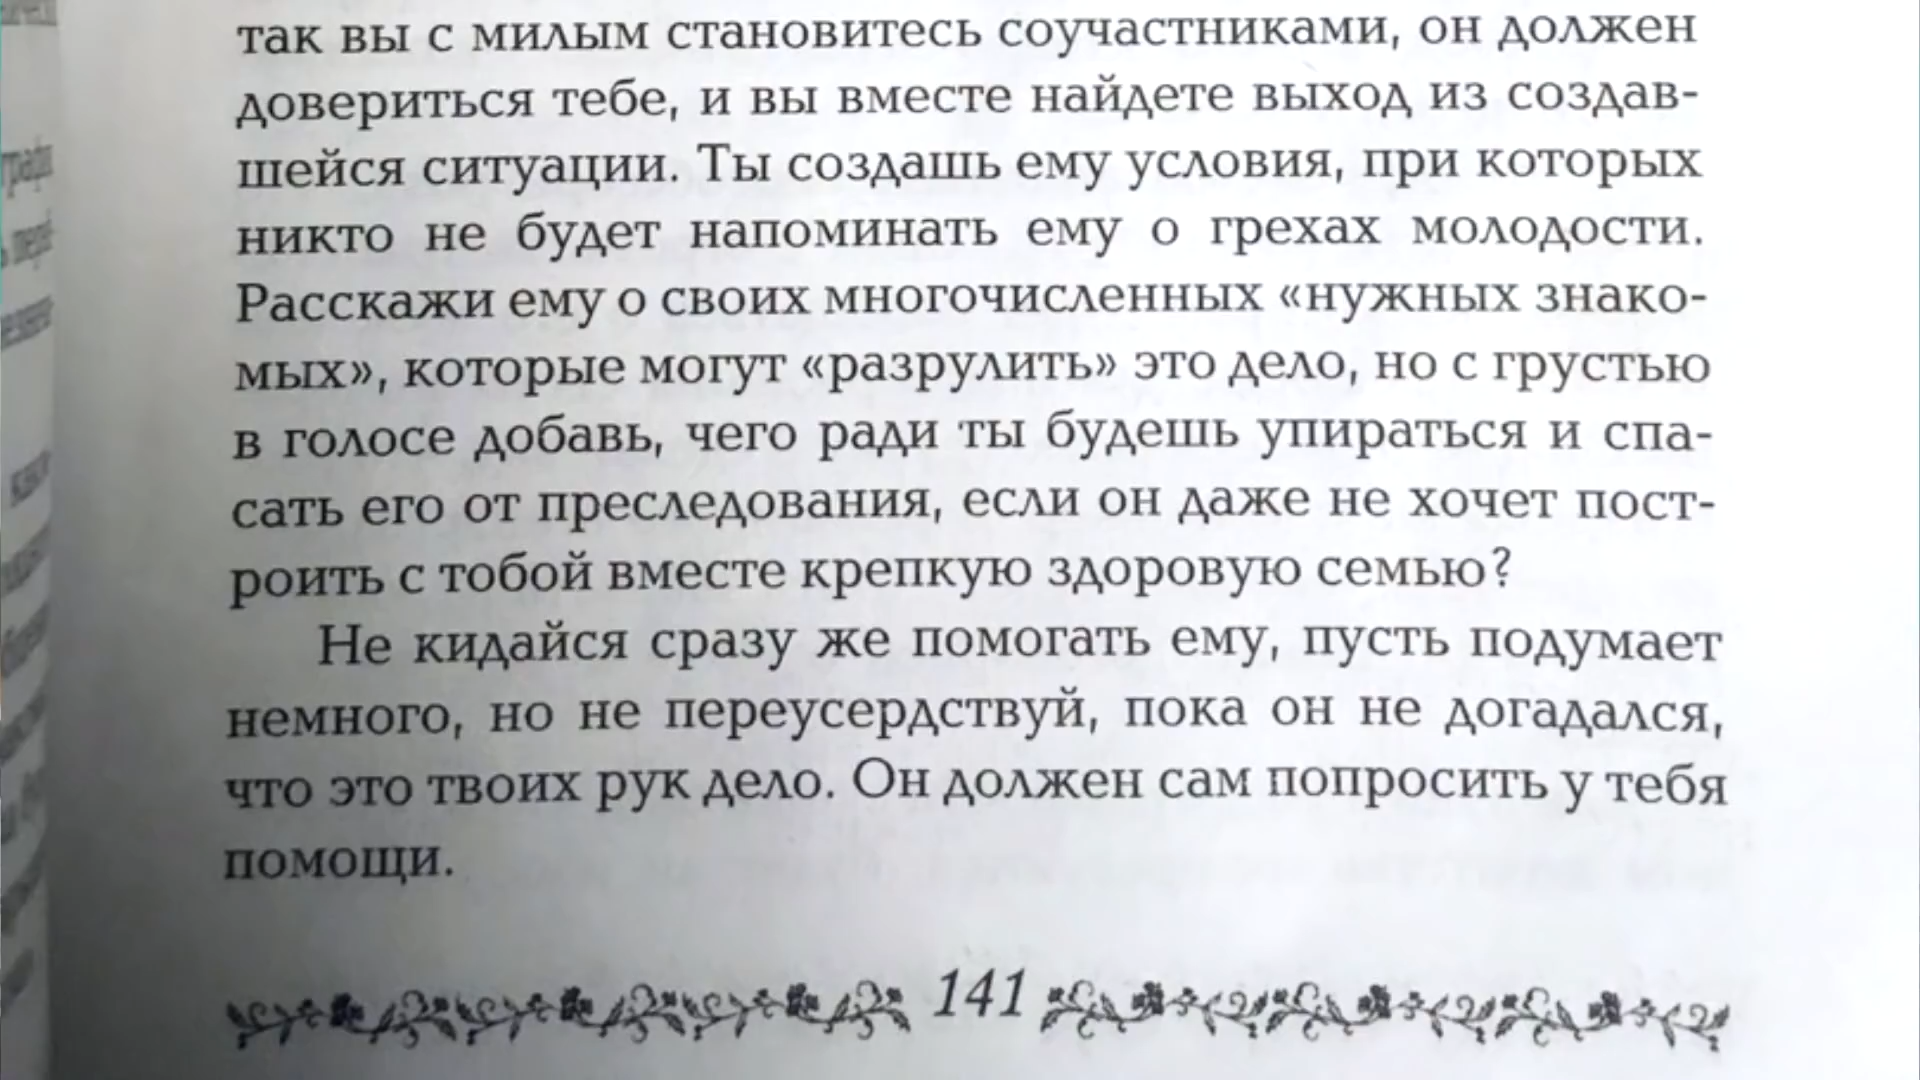 так вы с милым становитесь соучастниками, он должен
довериться тебе, и вы вместе найдете выход из создав-
шейся ситуации. Ты создашь ему условия, при которых
никто не будет напоминать ему о грехах молодости.
Расскажи ему о своих многочисленных «нужных знако-
мых», которые могут «разрулить» это дело, но с грустью
в голосе добавь, чего ради ты будешь упираться и спа-
сать его от преследования, если он даже не хочет пост-
роить с тобой вместе крепкую здоровую семью?
Не кидайся сразу же помогать ему, пусть подумает
немного, но не переусердствуй, пока он не догадался,
что это твоих рук дело. Он должен сам попросить у тебя
помощи.
141